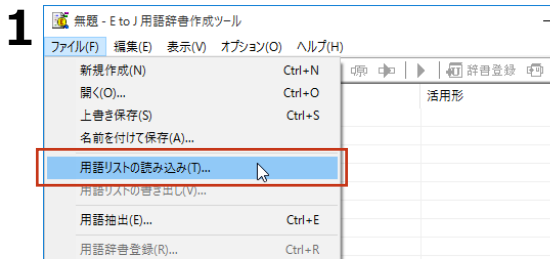 1
無題 - E to J 用語辞書作成ツール
ファイル(F) 編集(E) 表示(V) オプション(O) ヘルプ(H)
新規作成(N) Ctrl+N
開く(O)... Ctrl+O
上書き保存(S) Ctrl+S
名前を付けて保存(A)...
用語リストの読み込み(T)...
用語リストの書き出し(V)...
用語抽出(E)... Ctrl+E
用語辞書登録(R)... Ctrl+R
辞書登録
活用形